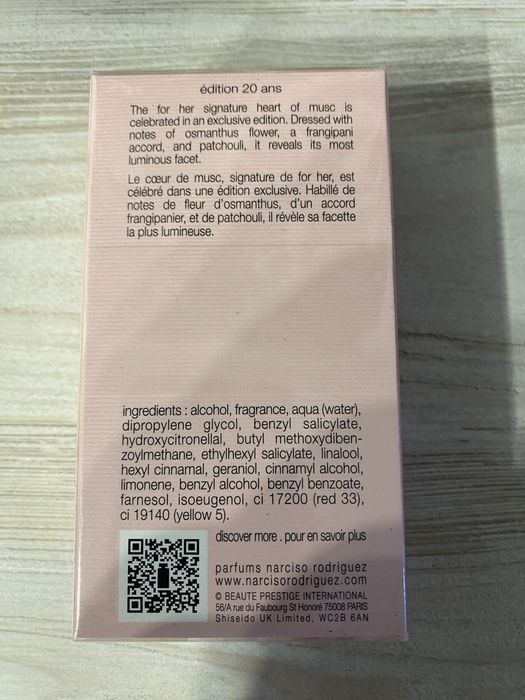 édition 20 ans
The for her signature heart of musc is
celebrated in an exclusive edition. Dressed with
notes of osmanthus flower, a frangipani
accord, and patchouli, it reveals its most
luminous facet.
Le cœur de musc, signature de for her, est
célébré dans une édition exclusive. Habillé de
notes de fleur d'osmanthus, d'un accord
frangipanier, et de patchouli, il révèle sa facette
la plus lumineuse.
ingredients : alcohol, fragrance, aqua (water),
dipropylene glycol, benzyl salicylate,
hydroxycitronellal, butyl methoxydiben-
zoylmethane, ethylhexyl salicylate, linalool,
hexyl cinnamal, geraniol, cinnamyl alcohol,
limonene, benzyl alcohol, benzyl benzoate,
farnesol, isoeugenol, ci 17200 (red 33),
ci 19140 (yellow 5).
discover more . pour en savoir plus
parfums narciso rodriguez
www.narcisorodriguez.com
© BEAUTE PRESTIGE INTERNATIONAL
56/A rue du Faubourg St Honoré 75008 PARIS
Shiseido UK Limited, WC2B 6AN